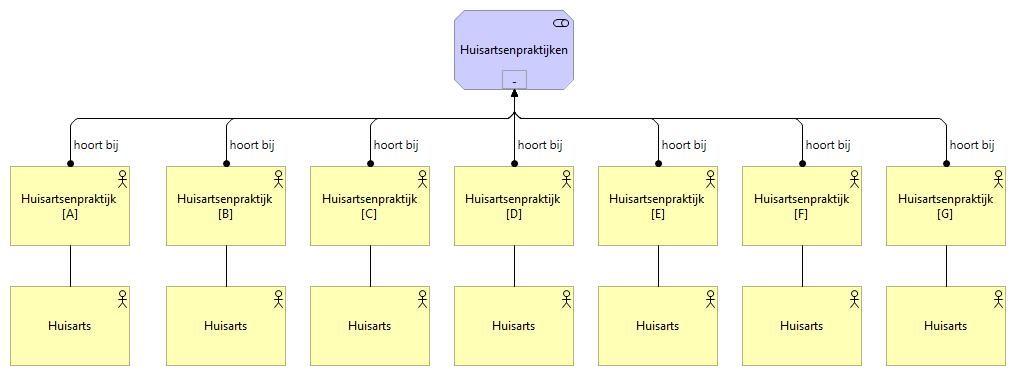 Huisartsenpraktijken
-
hoort bij
hoort bij
hoort bij
hoort bij
hoort bij
hoort bij
hoort bij
Huisartsenpraktijk
[A]
Huisartsenpraktijk
[B]
Huisartsenpraktijk
[C]
Huisartsenpraktijk
[D]
Huisartsenpraktijk
[E]
Huisartsenpraktijk
[F]
Huisartsenpraktijk
[G]
Huisarts
Huisarts
Huisarts
Huisarts
Huisarts
Huisarts
Huisarts